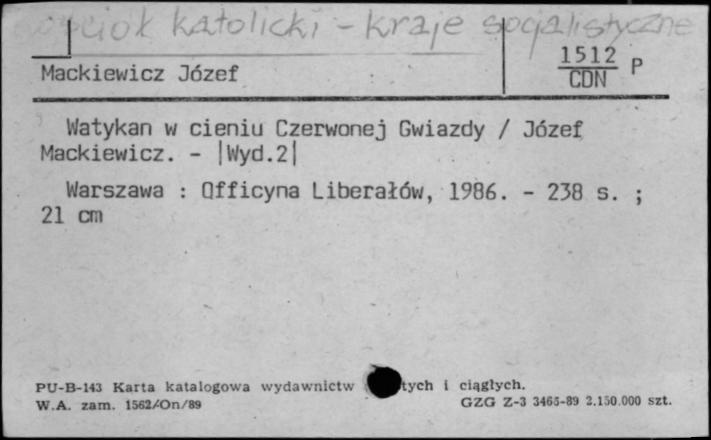 katolicki - kraje socjalistyczne
Mackiewicz Józef
1512
CDN P
Watykan w cieniu Czerwonej Gwiazdy / Józef
Mackiewicz. - |Wyd.2|
Warszawa : Officyna Liberałów, 1986. - 238 s. ;
21 cm
PU-B-143 Karta katalogowa wydawnictw tych i ciągłych.
W.A. zam. 1562/On/89 GZG Z-3 3465-89 2.150.000 szt.